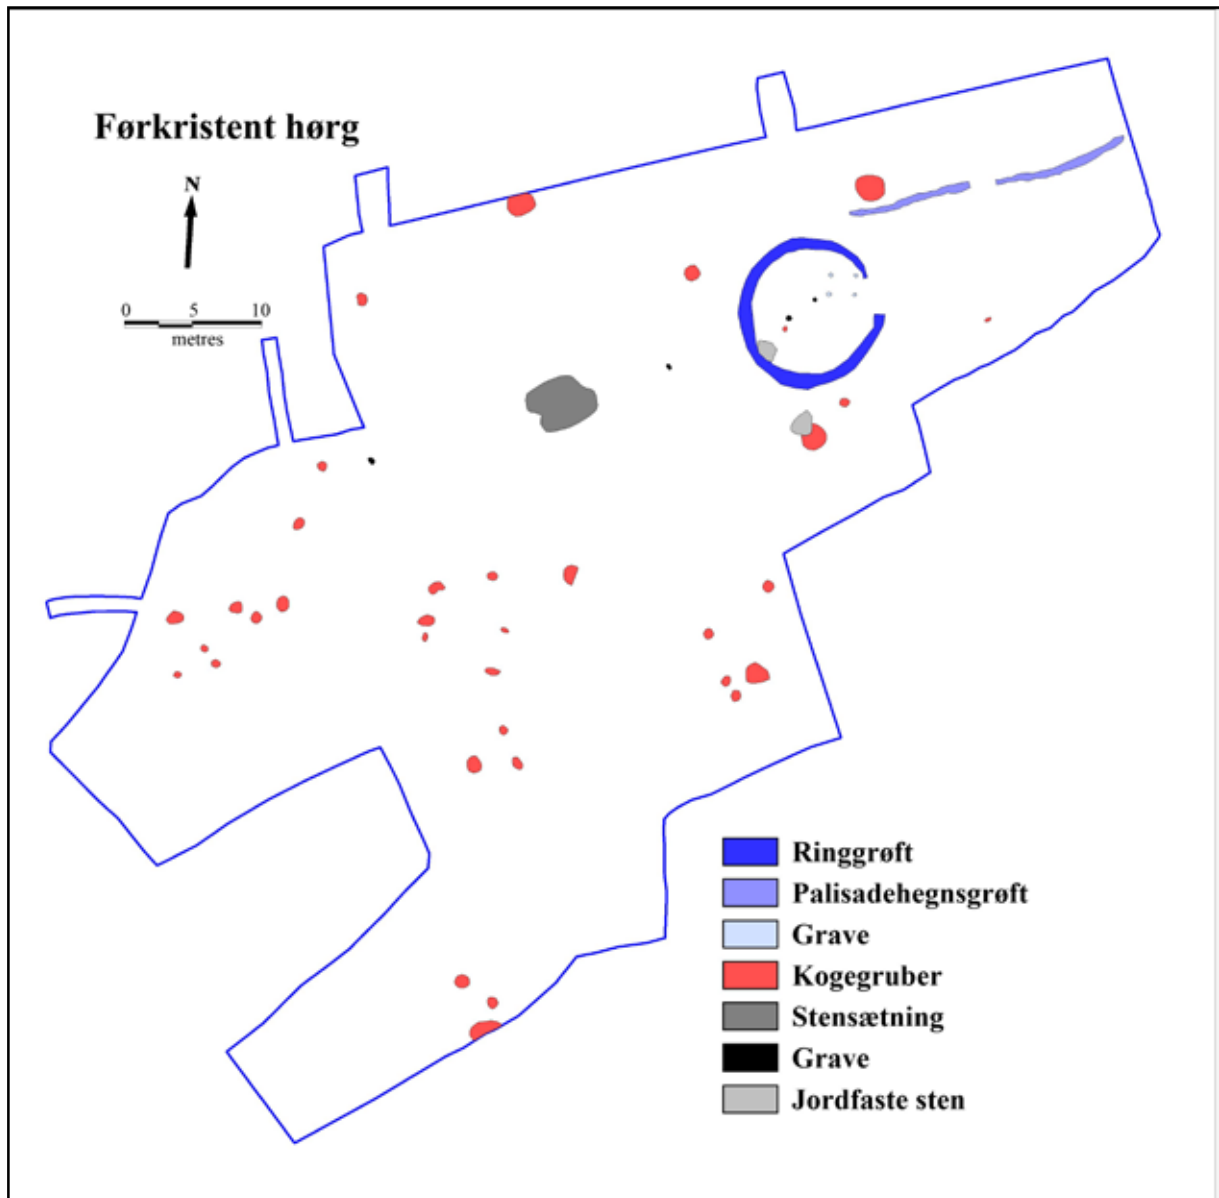 Førkristent hørg
N
0 5 10
metres
Ringgrøft
Palisadehegnsgrøft
Grave
Kogegruber
Stensætning
Grave
Jordfaste sten